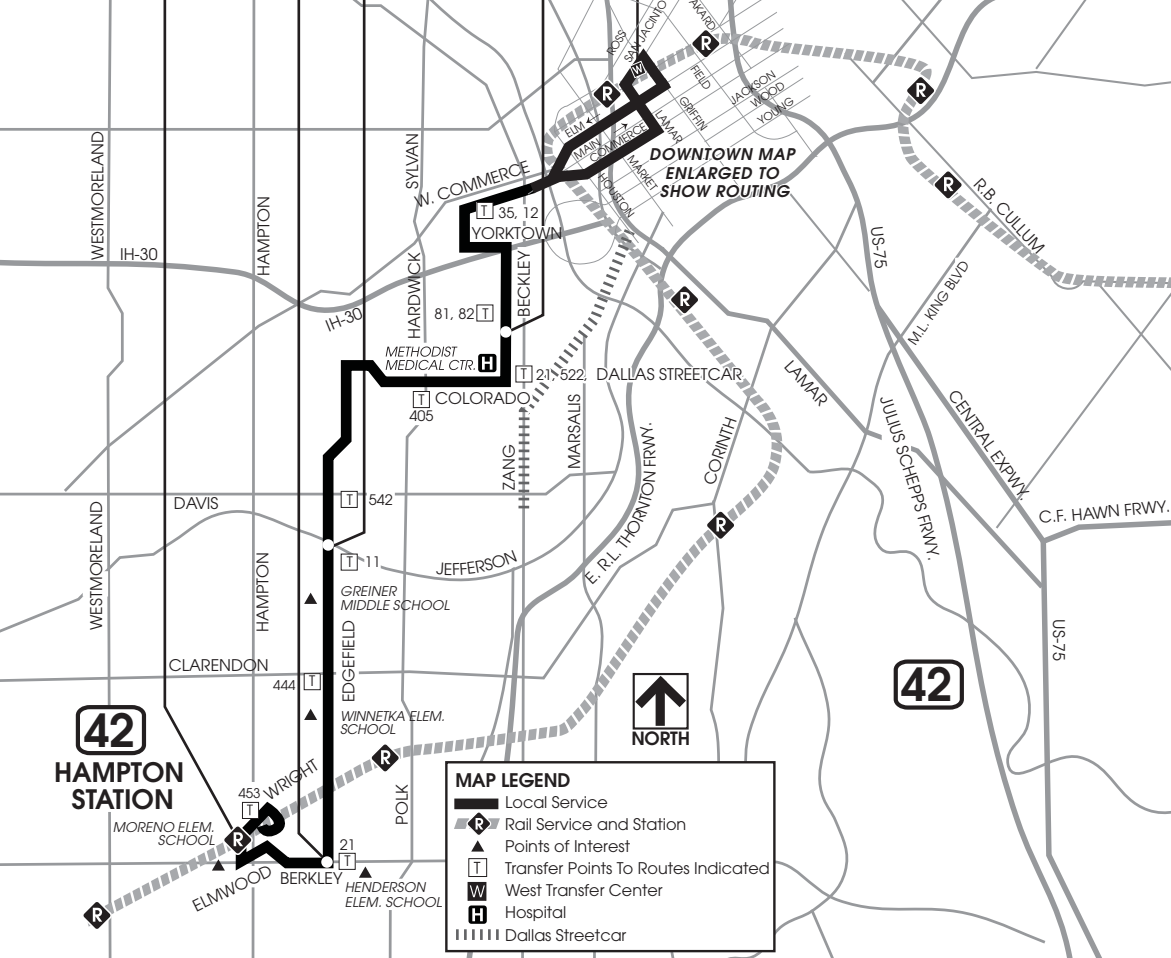 ROSS
SAN JACINTO
AKARD
W
R
R
R
FIELD
JACKSON
WOOD
YOUNG
GRIFFIN
LAMAR
ELM
MAIN
COMMERCE
MARKET
HOUSTON
DOWNTOWN MAP
ENLARGED TO
SHOW ROUTING
WESTMORELAND
HAMPTON
SYLVAN
W. COMMERCE
T 35, 12
YORKTOWN
R
R.B. CULLUM
IH-30
IH-30
HARDWICK
BECKLEY
US-75
M.L. KING BLVD
81, 82 T
R
METHODIST
MEDICAL CTR. H
T 21, 522, DALLAS STREETCAR
T COLORADO
405
LAMAR
MARSALIS
ZANG
CORINTH
E. R.L. THORNTON FRWY.
JULIUS SCHEPPS FRWY.
CENTRAL EXPWY.
C.F. HAWN FRWY.
DAVIS
T 542
R
WESTMORELAND
HAMPTON
T 11
JEFFERSON
GREINER
MIDDLE SCHOOL
EDGEFIELD
CLARENDON
444 T
US-75
42
WINNETKA ELEM.
SCHOOL
42
HAMPTON
STATION
NORTH
R
WRIGHT
453
T
POLK
MORENO ELEM.
SCHOOL
R
21
T
ELMWOOD
BERKLEY
HENDERSON
ELEM. SCHOOL
R
MAP LEGEND
Local Service
R Rail Service and Station
Points of Interest
T Transfer Points To Routes Indicated
W West Transfer Center
H Hospital
Dallas Streetcar